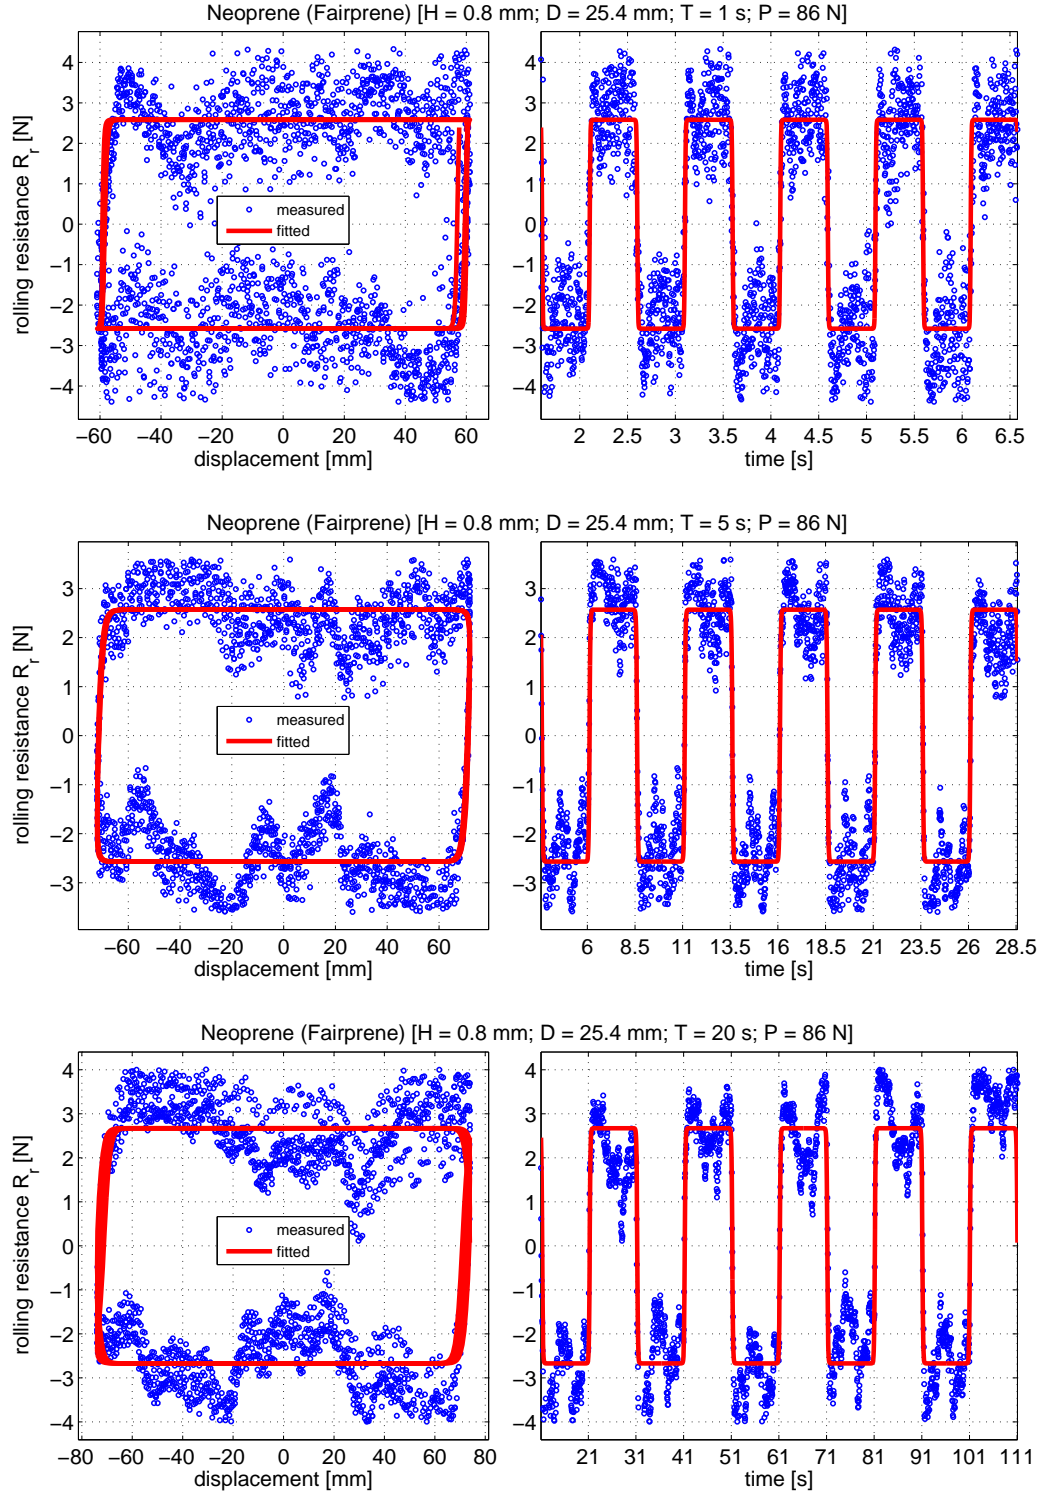 Neoprene (Fairprene) [H = 0.8 mm; D = 25.4 mm; T = 1 s; P = 86 N]
rolling resistance R_r [N]
4
3
2
1
0
−1
−2
−3
−4
measured
fitted
−60 −40 −20 0 20 40 60
displacement [mm]
4
3
2
1
0
−1
−2
−3
−4
2 2.5 3 3.5 4 4.5 5 5.5 6 6.5
time [s]
Neoprene (Fairprene) [H = 0.8 mm; D = 25.4 mm; T = 5 s; P = 86 N]
rolling resistance R_r [N]
3
2
1
0
−1
−2
−3
measured
fitted
−60 −40 −20 0 20 40 60
displacement [mm]
3
2
1
0
−1
−2
−3
6 8.5 11 13.5 16 18.5 21 23.5 26 28.5
time [s]
Neoprene (Fairprene) [H = 0.8 mm; D = 25.4 mm; T = 20 s; P = 86 N]
rolling resistance R_r [N]
4
3
2
1
0
−1
−2
−3
−4
measured
fitted
−80 −60 −40 −20 0 20 40 60 80
displacement [mm]
4
3
2
1
0
−1
−2
−3
−4
21 31 41 51 61 71 81 91 101 111
time [s]